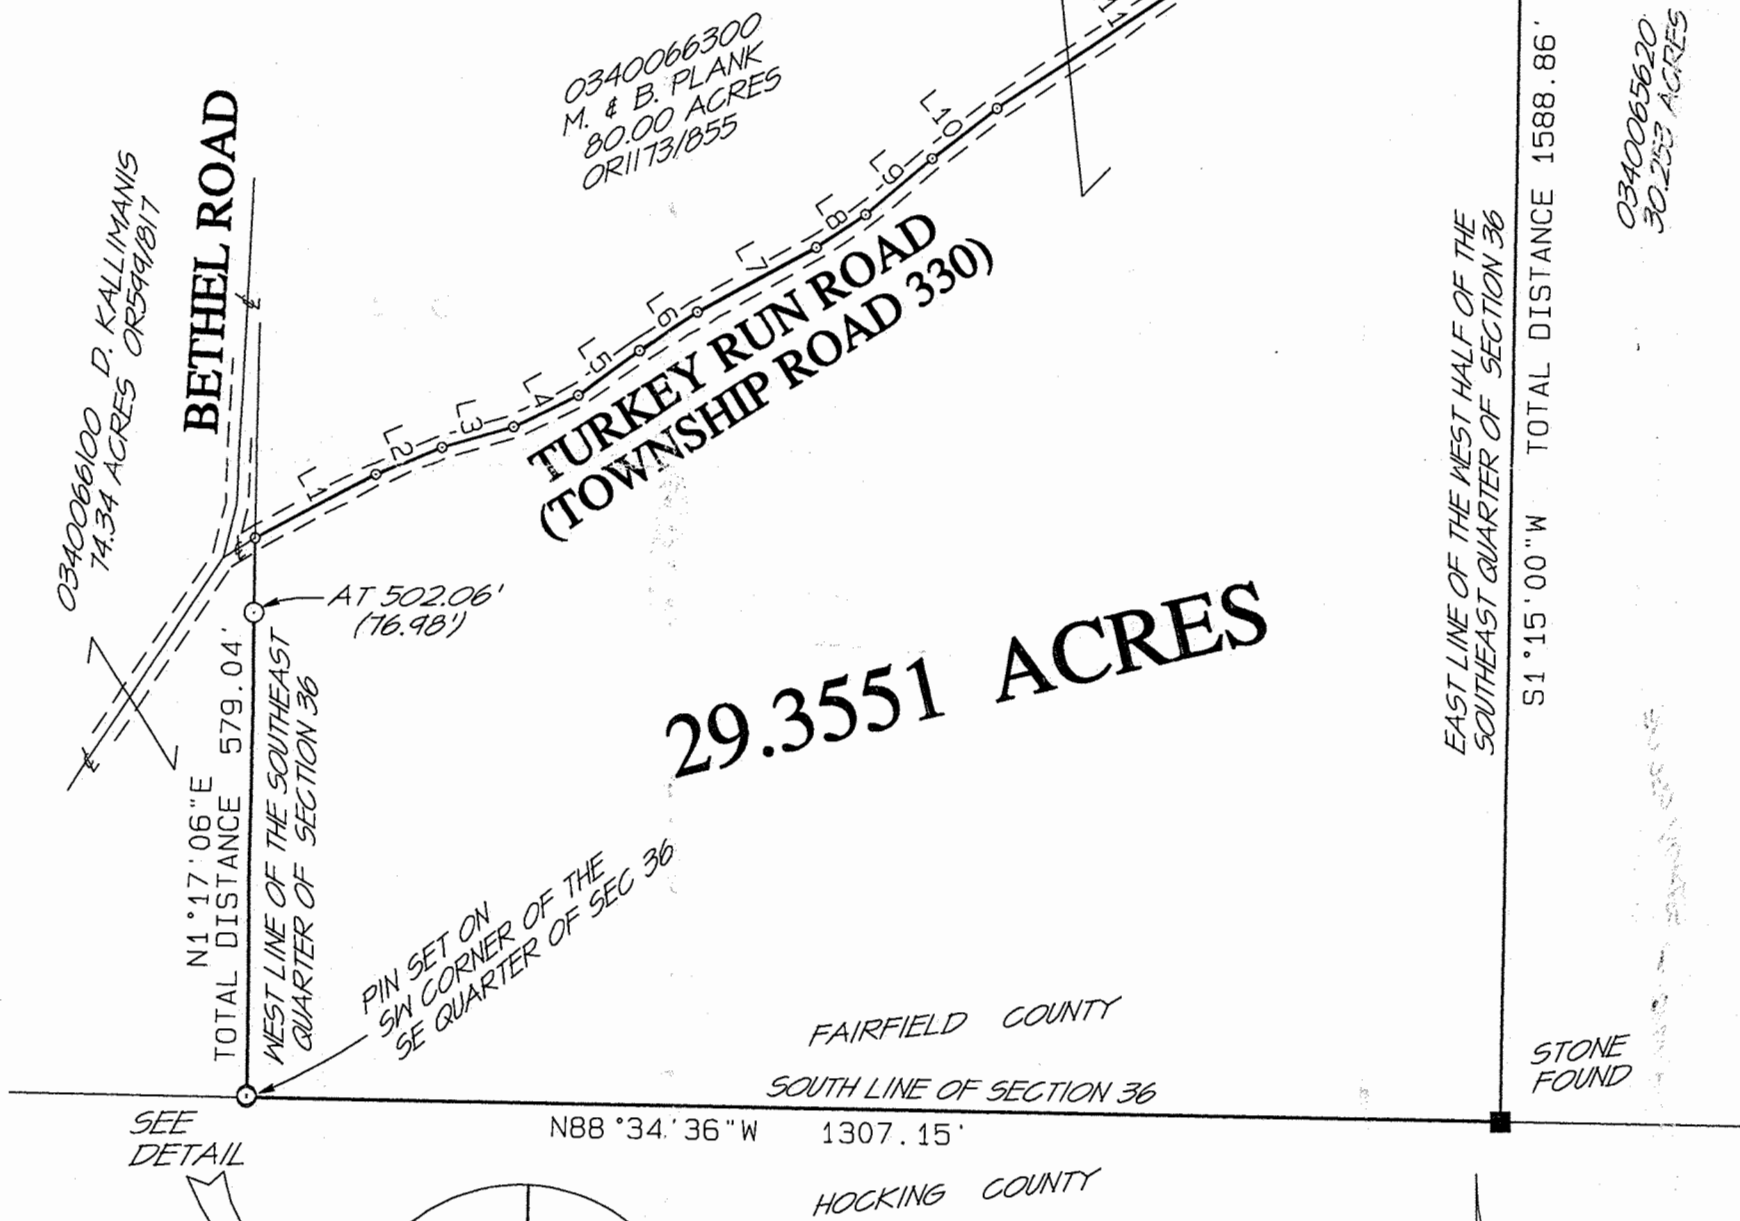 0340066300
M. & B. PLANK
80.00 ACRES
OR1173/855
BETHEL ROAD
0340066100 D. KALLIMANIS
74.34 ACRES OR599/817
L1
L2
L3
L4
L5
L6
L7
L8
L9
L10
L11
TURKEY RUN ROAD
(TOWNSHIP ROAD 330)
0340065620
30.253 ACRES
S1°15'00"W TOTAL DISTANCE 1588.86'
EAST LINE OF THE WEST HALF OF THE
SOUTHEAST QUARTER OF SECTION 36
AT 502.06'
(76.98')
29.3551 ACRES
N1°17'06"E
TOTAL DISTANCE 579.04'
WEST LINE OF THE SOUTHEAST
QUARTER OF SECTION 36
PIN SET ON
SW CORNER OF THE
SE QUARTER OF SEC 36
FAIRFIELD COUNTY
SOUTH LINE OF SECTION 36
N88°34'36"W 1307.15'
STONE
FOUND
SEE
DETAIL
HOCKING COUNTY